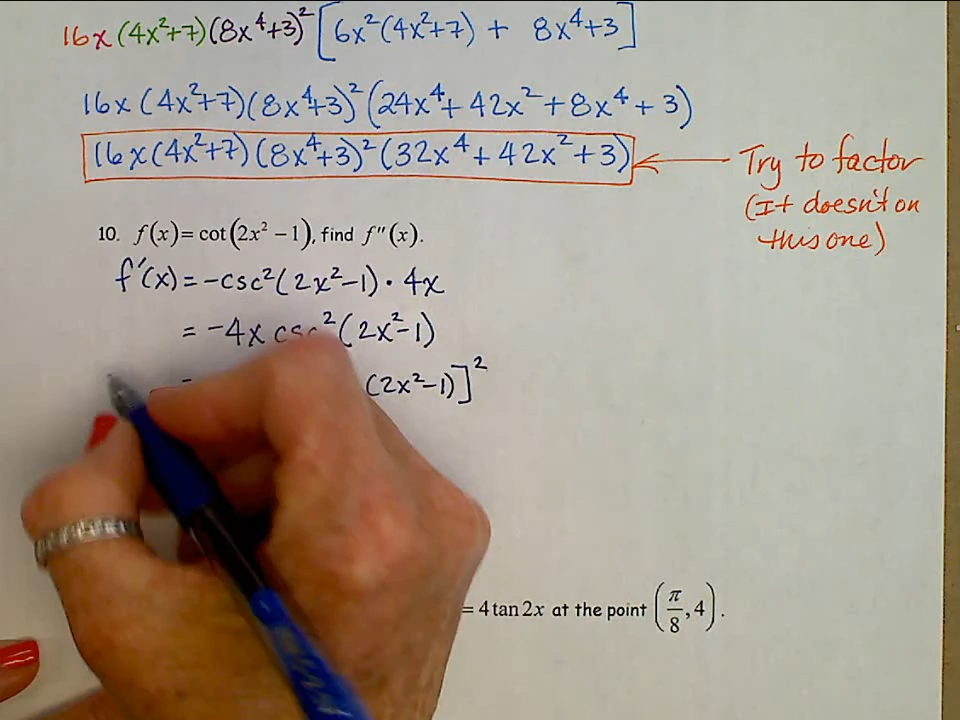 16x (4x²+7)(8x⁴+3)² [6x²(4x²+7) + 8x⁴+3]
16x (4x²+7)(8x⁴+3)² (24x⁴ + 42x² + 8x⁴ + 3)
16x(4x²+7)(8x⁴+3)²(32x⁴ + 42x² + 3) ← Try to factor
(It doesn't on
this one)
10. f(x) = cot(2x² − 1), find f″(x).
f′(x) = −csc²(2x²−1) · 4x
= −4x csc²(2x²−1)
(2x²−1)]²
= 4 tan 2x at the point (π/8, 4).